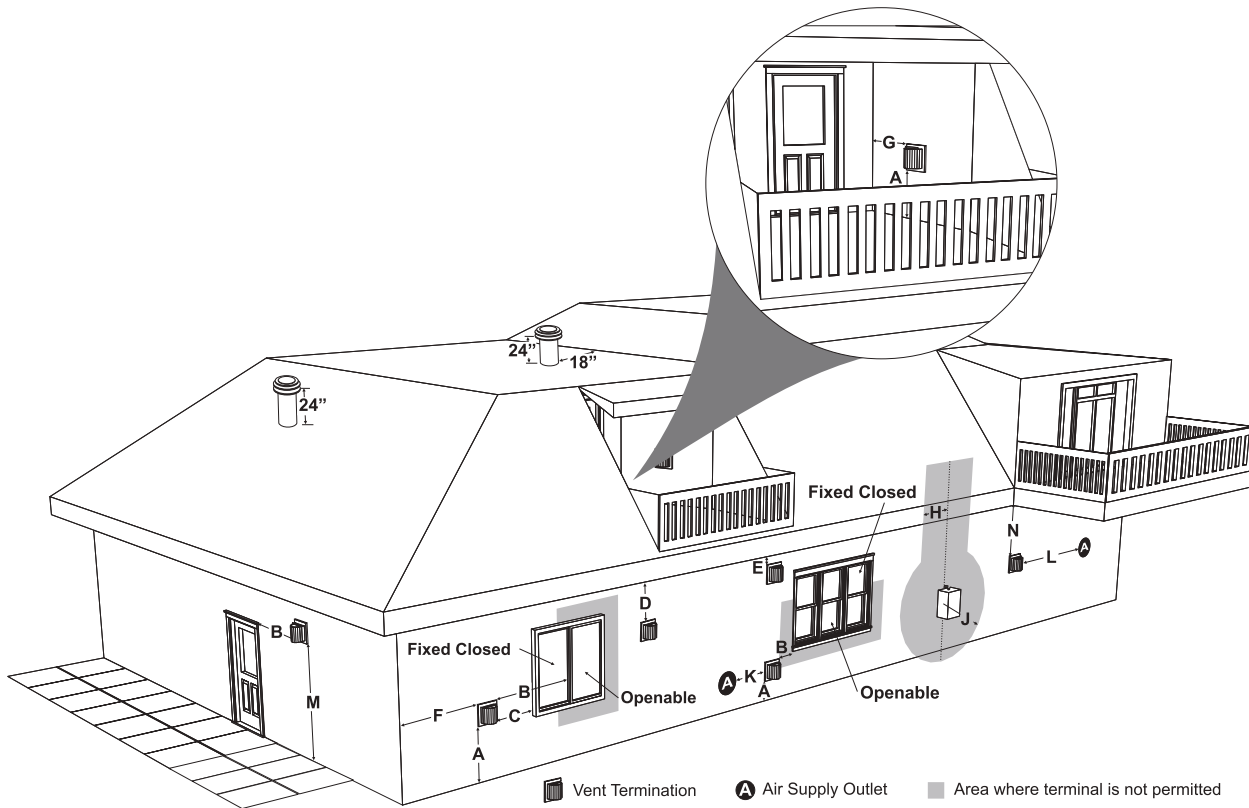 G
A
24”
18”
24”
Fixed Closed
H
N
L
A
E
D
B
J
Fixed Closed
B
Openable
B
K
A
A
Openable
M
F
C
A
Vent Termination
A Air Supply Outlet
Area where terminal is not permitted